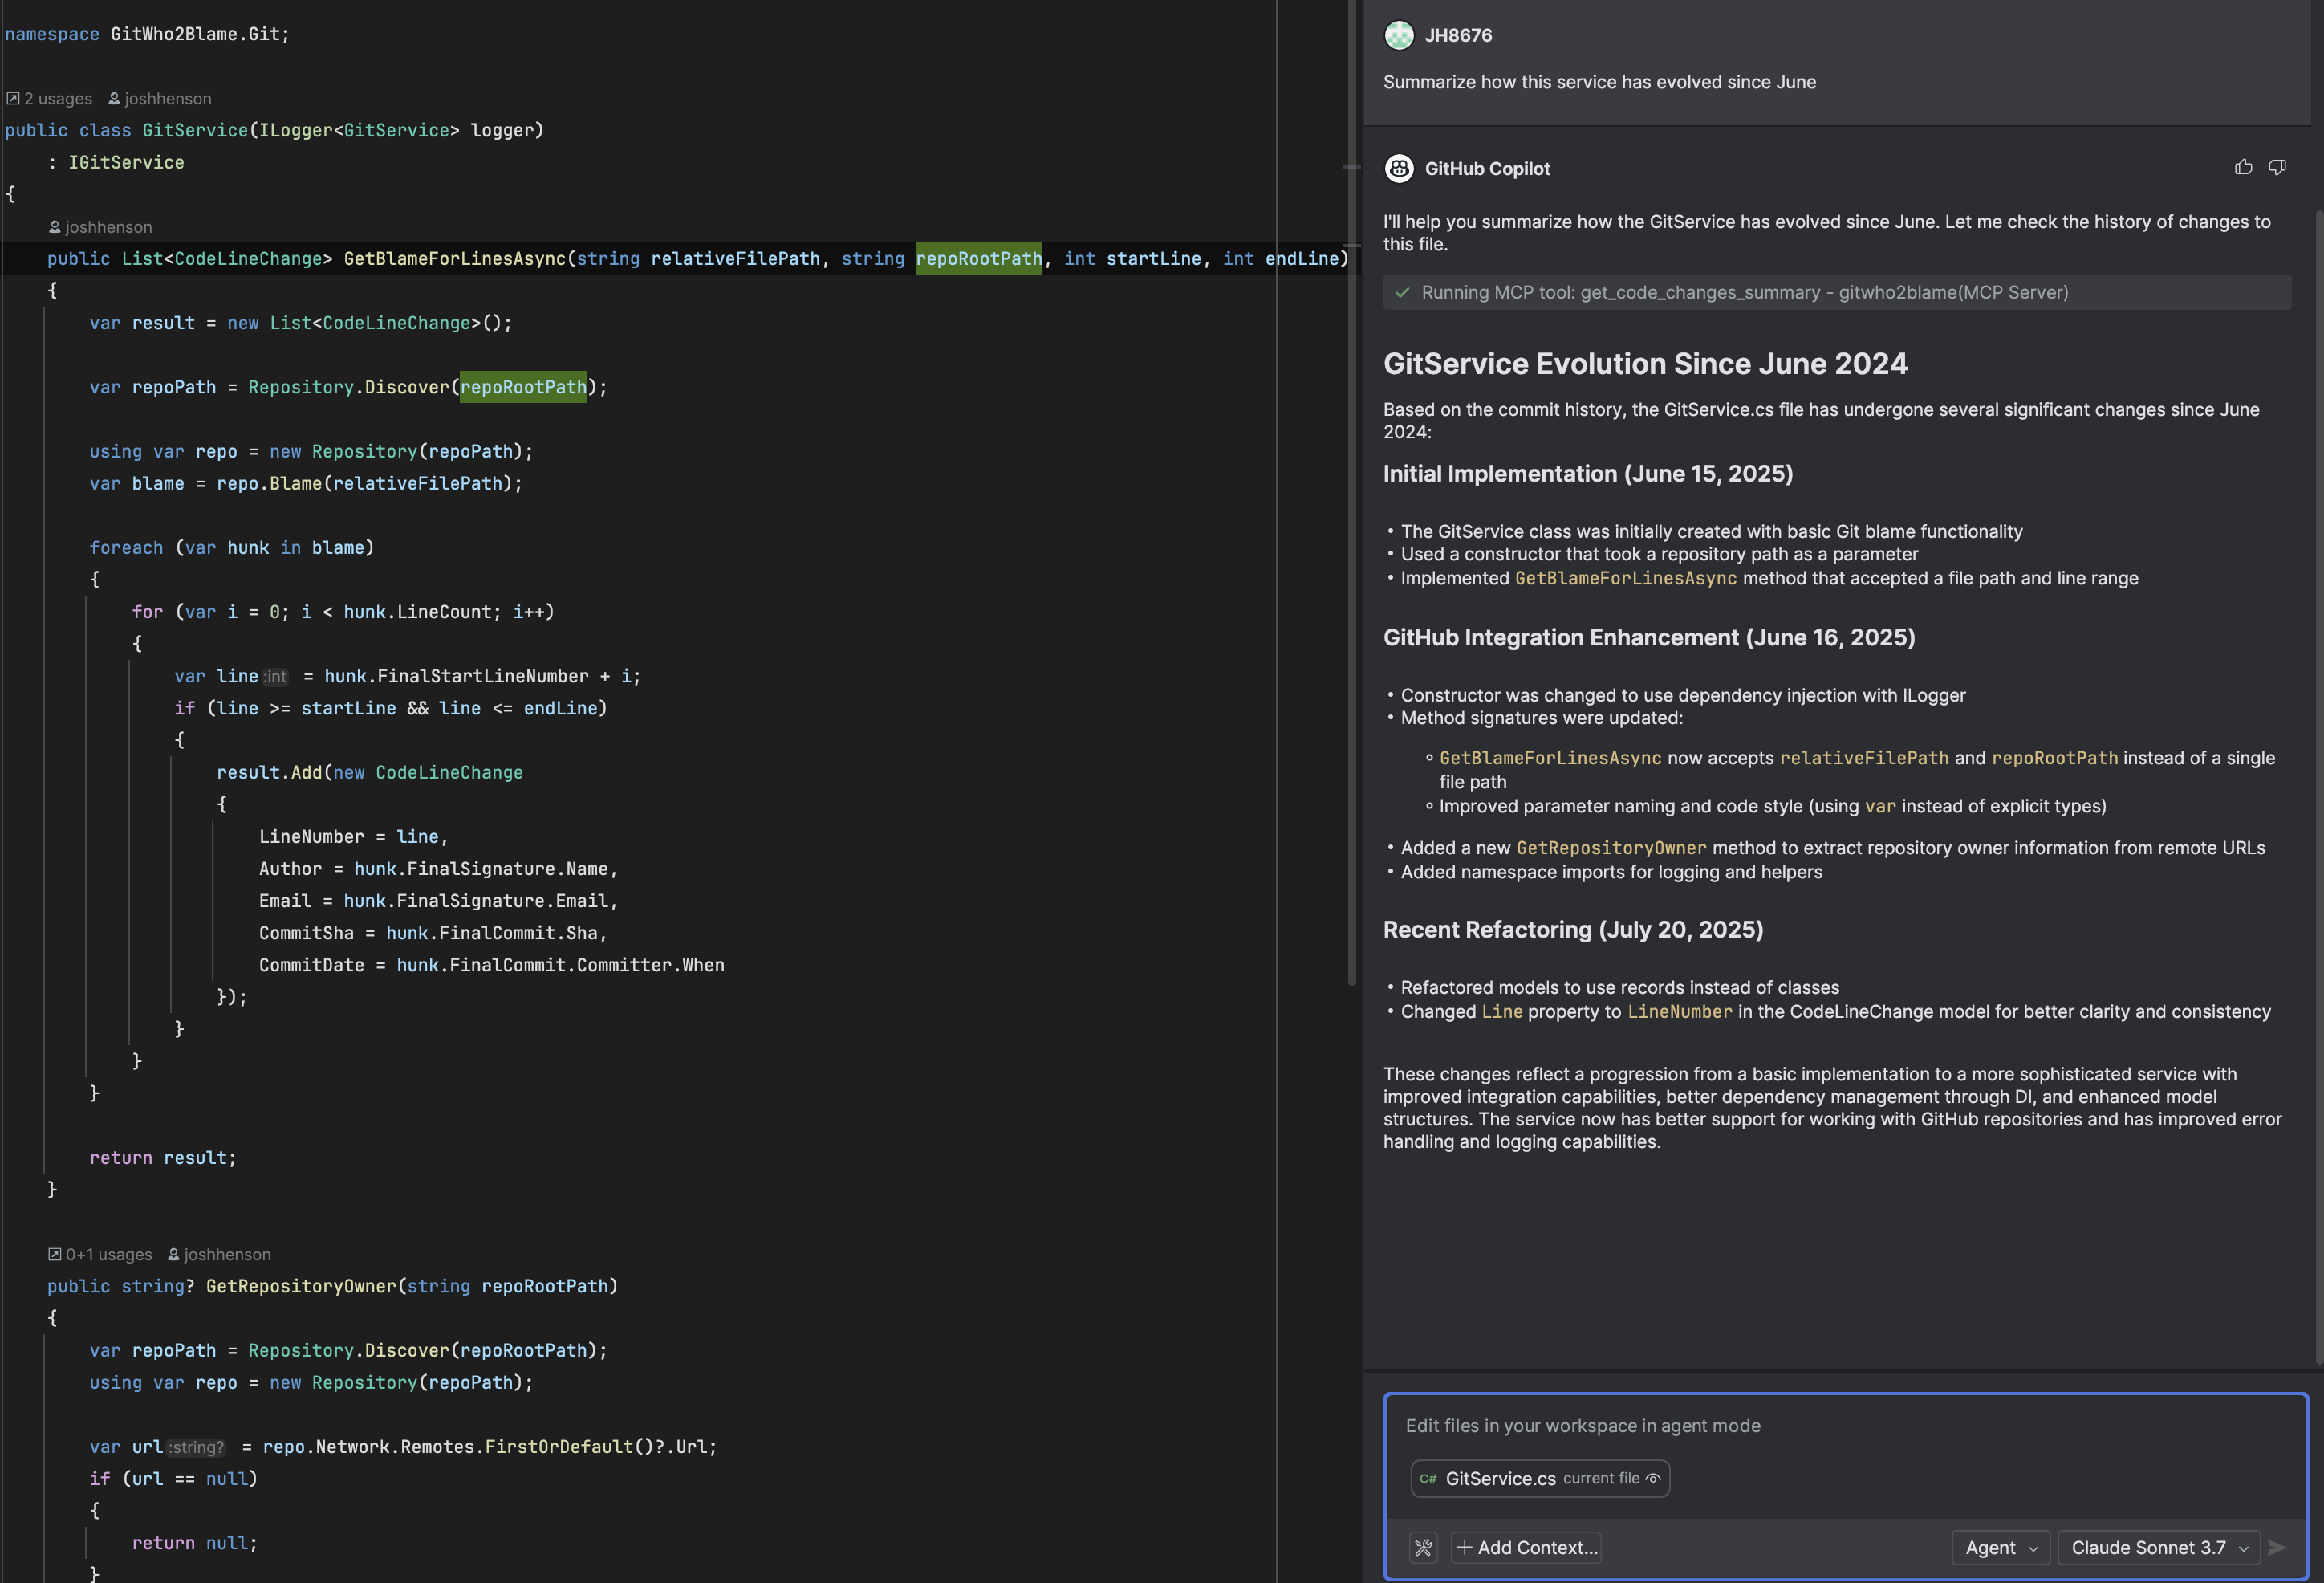 namespace GitWho2Blame.Git;
2 usages joshhenson
public class GitService(ILogger<GitService> logger)
: IGitService
{
joshhenson
public List<CodeLineChange> GetBlameForLinesAsync(string relativeFilePath, string repoRootPath, int startLine, int endLine)
{
var result = new List<CodeLineChange>();
var repoPath = Repository.Discover(repoRootPath);
using var repo = new Repository(repoPath);
var blame = repo.Blame(relativeFilePath);
foreach (var hunk in blame)
{
for (var i = 0; i < hunk.LineCount; i++)
{
var line :int = hunk.FinalStartLineNumber + i;
if (line >= startLine && line <= endLine)
{
result.Add(new CodeLineChange
{
LineNumber = line,
Author = hunk.FinalSignature.Name,
Email = hunk.FinalSignature.Email,
CommitSha = hunk.FinalCommit.Sha,
CommitDate = hunk.FinalCommit.Committer.When
});
}
}
}
return result;
}
0+1 usages joshhenson
public string? GetRepositoryOwner(string repoRootPath)
{
var repoPath = Repository.Discover(repoRootPath);
using var repo = new Repository(repoPath);
var url :string? = repo.Network.Remotes.FirstOrDefault()?.Url;
if (url == null)
{
return null;
}
JH8676
Summarize how this service has evolved since June
GitHub Copilot
I'll help you summarize how the GitService has evolved since June. Let me check the history of changes to
this file.
Running MCP tool: get_code_changes_summary - gitwho2blame(MCP Server)
GitService Evolution Since June 2024
Based on the commit history, the GitService.cs file has undergone several significant changes since June
2024:
Initial Implementation (June 15, 2025)
• The GitService class was initially created with basic Git blame functionality
• Used a constructor that took a repository path as a parameter
• Implemented GetBlameForLinesAsync method that accepted a file path and line range
GitHub Integration Enhancement (June 16, 2025)
• Constructor was changed to use dependency injection with ILogger
• Method signatures were updated:
◦ GetBlameForLinesAsync now accepts relativeFilePath and repoRootPath instead of a single
file path
◦ Improved parameter naming and code style (using var instead of explicit types)
• Added a new GetRepositoryOwner method to extract repository owner information from remote URLs
• Added namespace imports for logging and helpers
Recent Refactoring (July 20, 2025)
• Refactored models to use records instead of classes
• Changed Line property to LineNumber in the CodeLineChange model for better clarity and consistency
These changes reflect a progression from a basic implementation to a more sophisticated service with
improved integration capabilities, better dependency management through DI, and enhanced model
structures. The service now has better support for working with GitHub repositories and has improved error
handling and logging capabilities.
Edit files in your workspace in agent mode
C# GitService.cs current file
Add Context...
Agent
Claude Sonnet 3.7